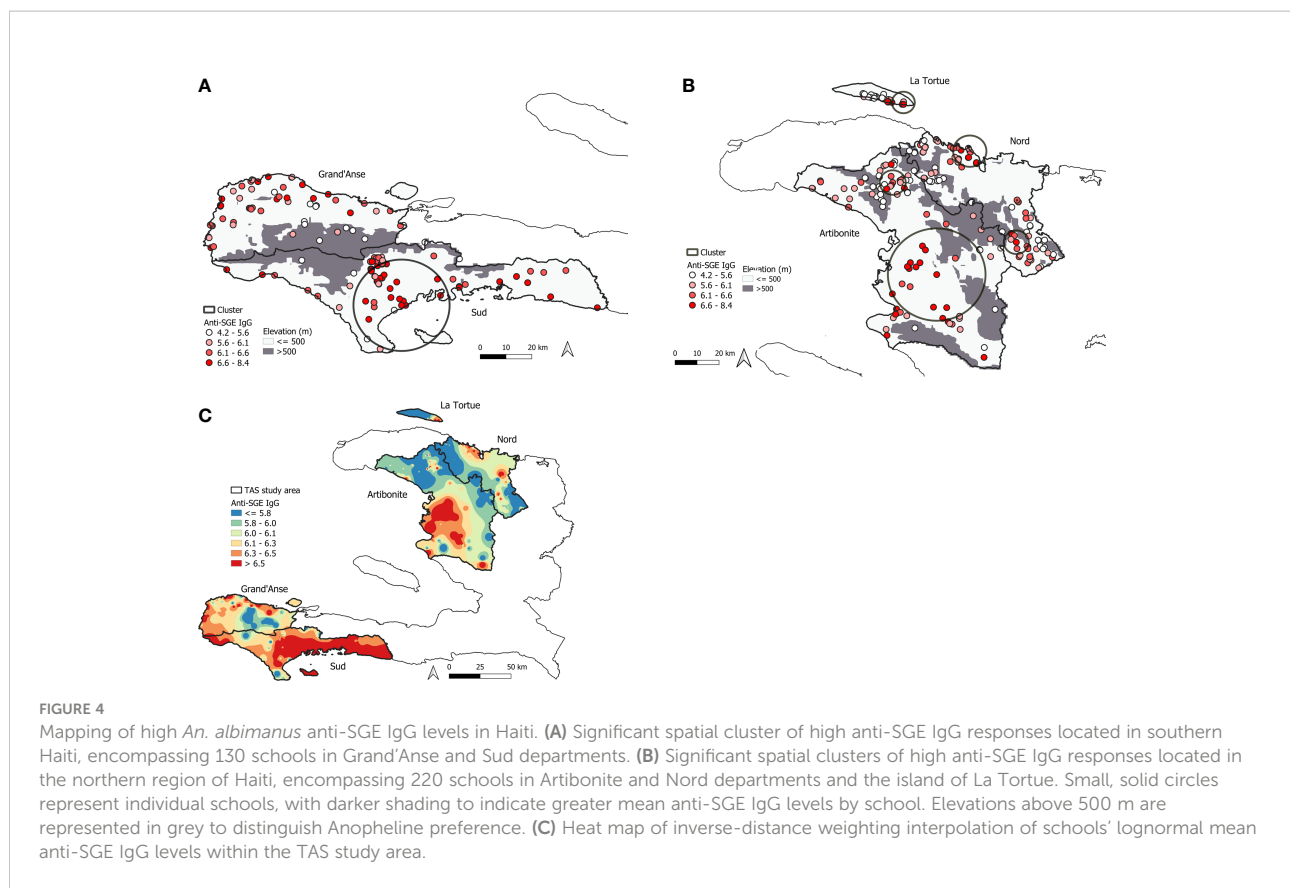 A
Grand'Anse
Sud
Cluster
Anti-SGE IgG
4.2 - 5.6
5.6 - 6.1
6.1 - 6.6
6.6 - 8.4
Elevation (m)
<= 500
>500
0 10 20 km
B
La Tortue
Nord
Artibonite
Cluster
Anti-SGE IgG
4.2 - 5.6
5.6 - 6.1
6.1 - 6.6
6.6 - 8.4
Elevation (m)
<= 500
>500
0 10 20 km
C
La Tortue
Nord
Artibonite
TAS study area
Anti-SGE IgG
<= 5.8
5.8 - 6.0
6.0 - 6.1
6.1 - 6.3
6.3 - 6.5
> 6.5
Grand'Anse
Sud
0 25 50 km
FIGURE 4
Mapping of high An. albimanus anti-SGE IgG levels in Haiti. (A) Significant spatial cluster of high anti-SGE IgG responses located in southern
Haiti, encompassing 130 schools in Grand'Anse and Sud departments. (B) Significant spatial clusters of high anti-SGE IgG responses located in
the northern region of Haiti, encompassing 220 schools in Artibonite and Nord departments and the island of La Tortue. Small, solid circles
represent individual schools, with darker shading to indicate greater mean anti-SGE IgG levels by school. Elevations above 500 m are
represented in grey to distinguish Anopheline preference. (C) Heat map of inverse-distance weighting interpolation of schools' lognormal mean
anti-SGE IgG levels within the TAS study area.